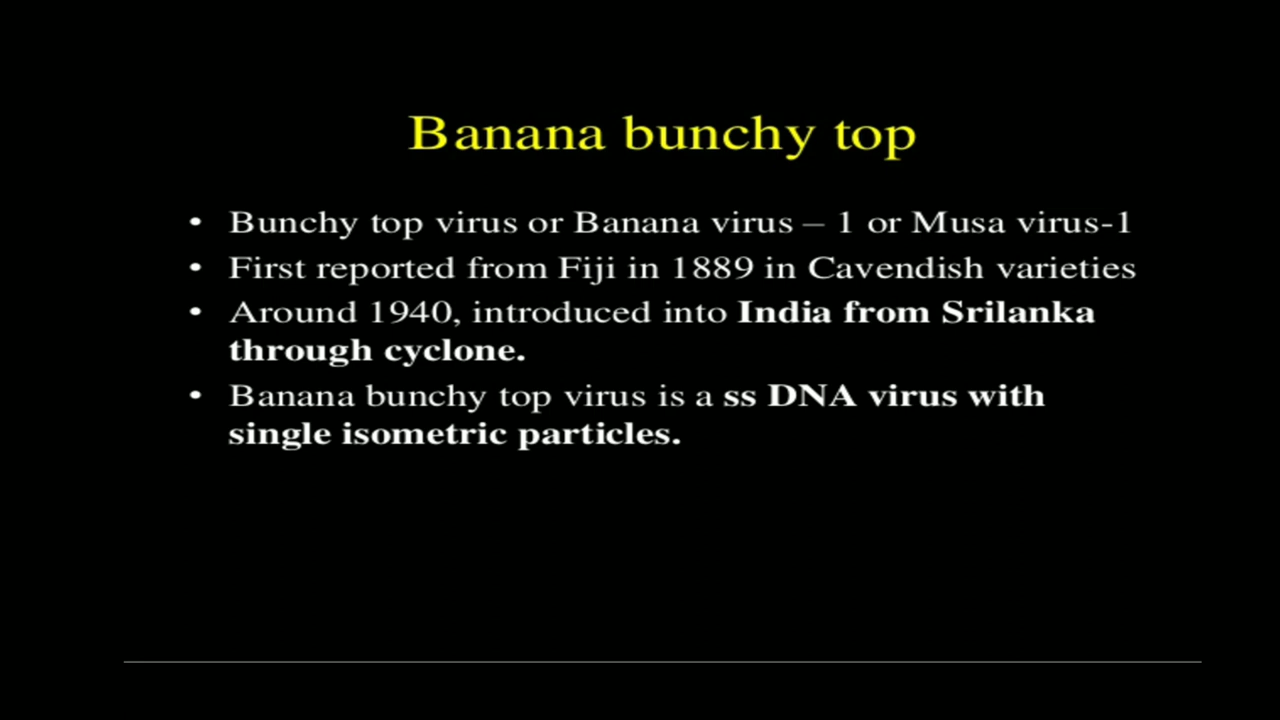 Banana bunchy top
• Bunchy top virus or Banana virus – 1 or Musa virus-1
• First reported from Fiji in 1889 in Cavendish varieties
• Around 1940, introduced into India from Srilanka
through cyclone.
• Banana bunchy top virus is a ss DNA virus with
single isometric particles.